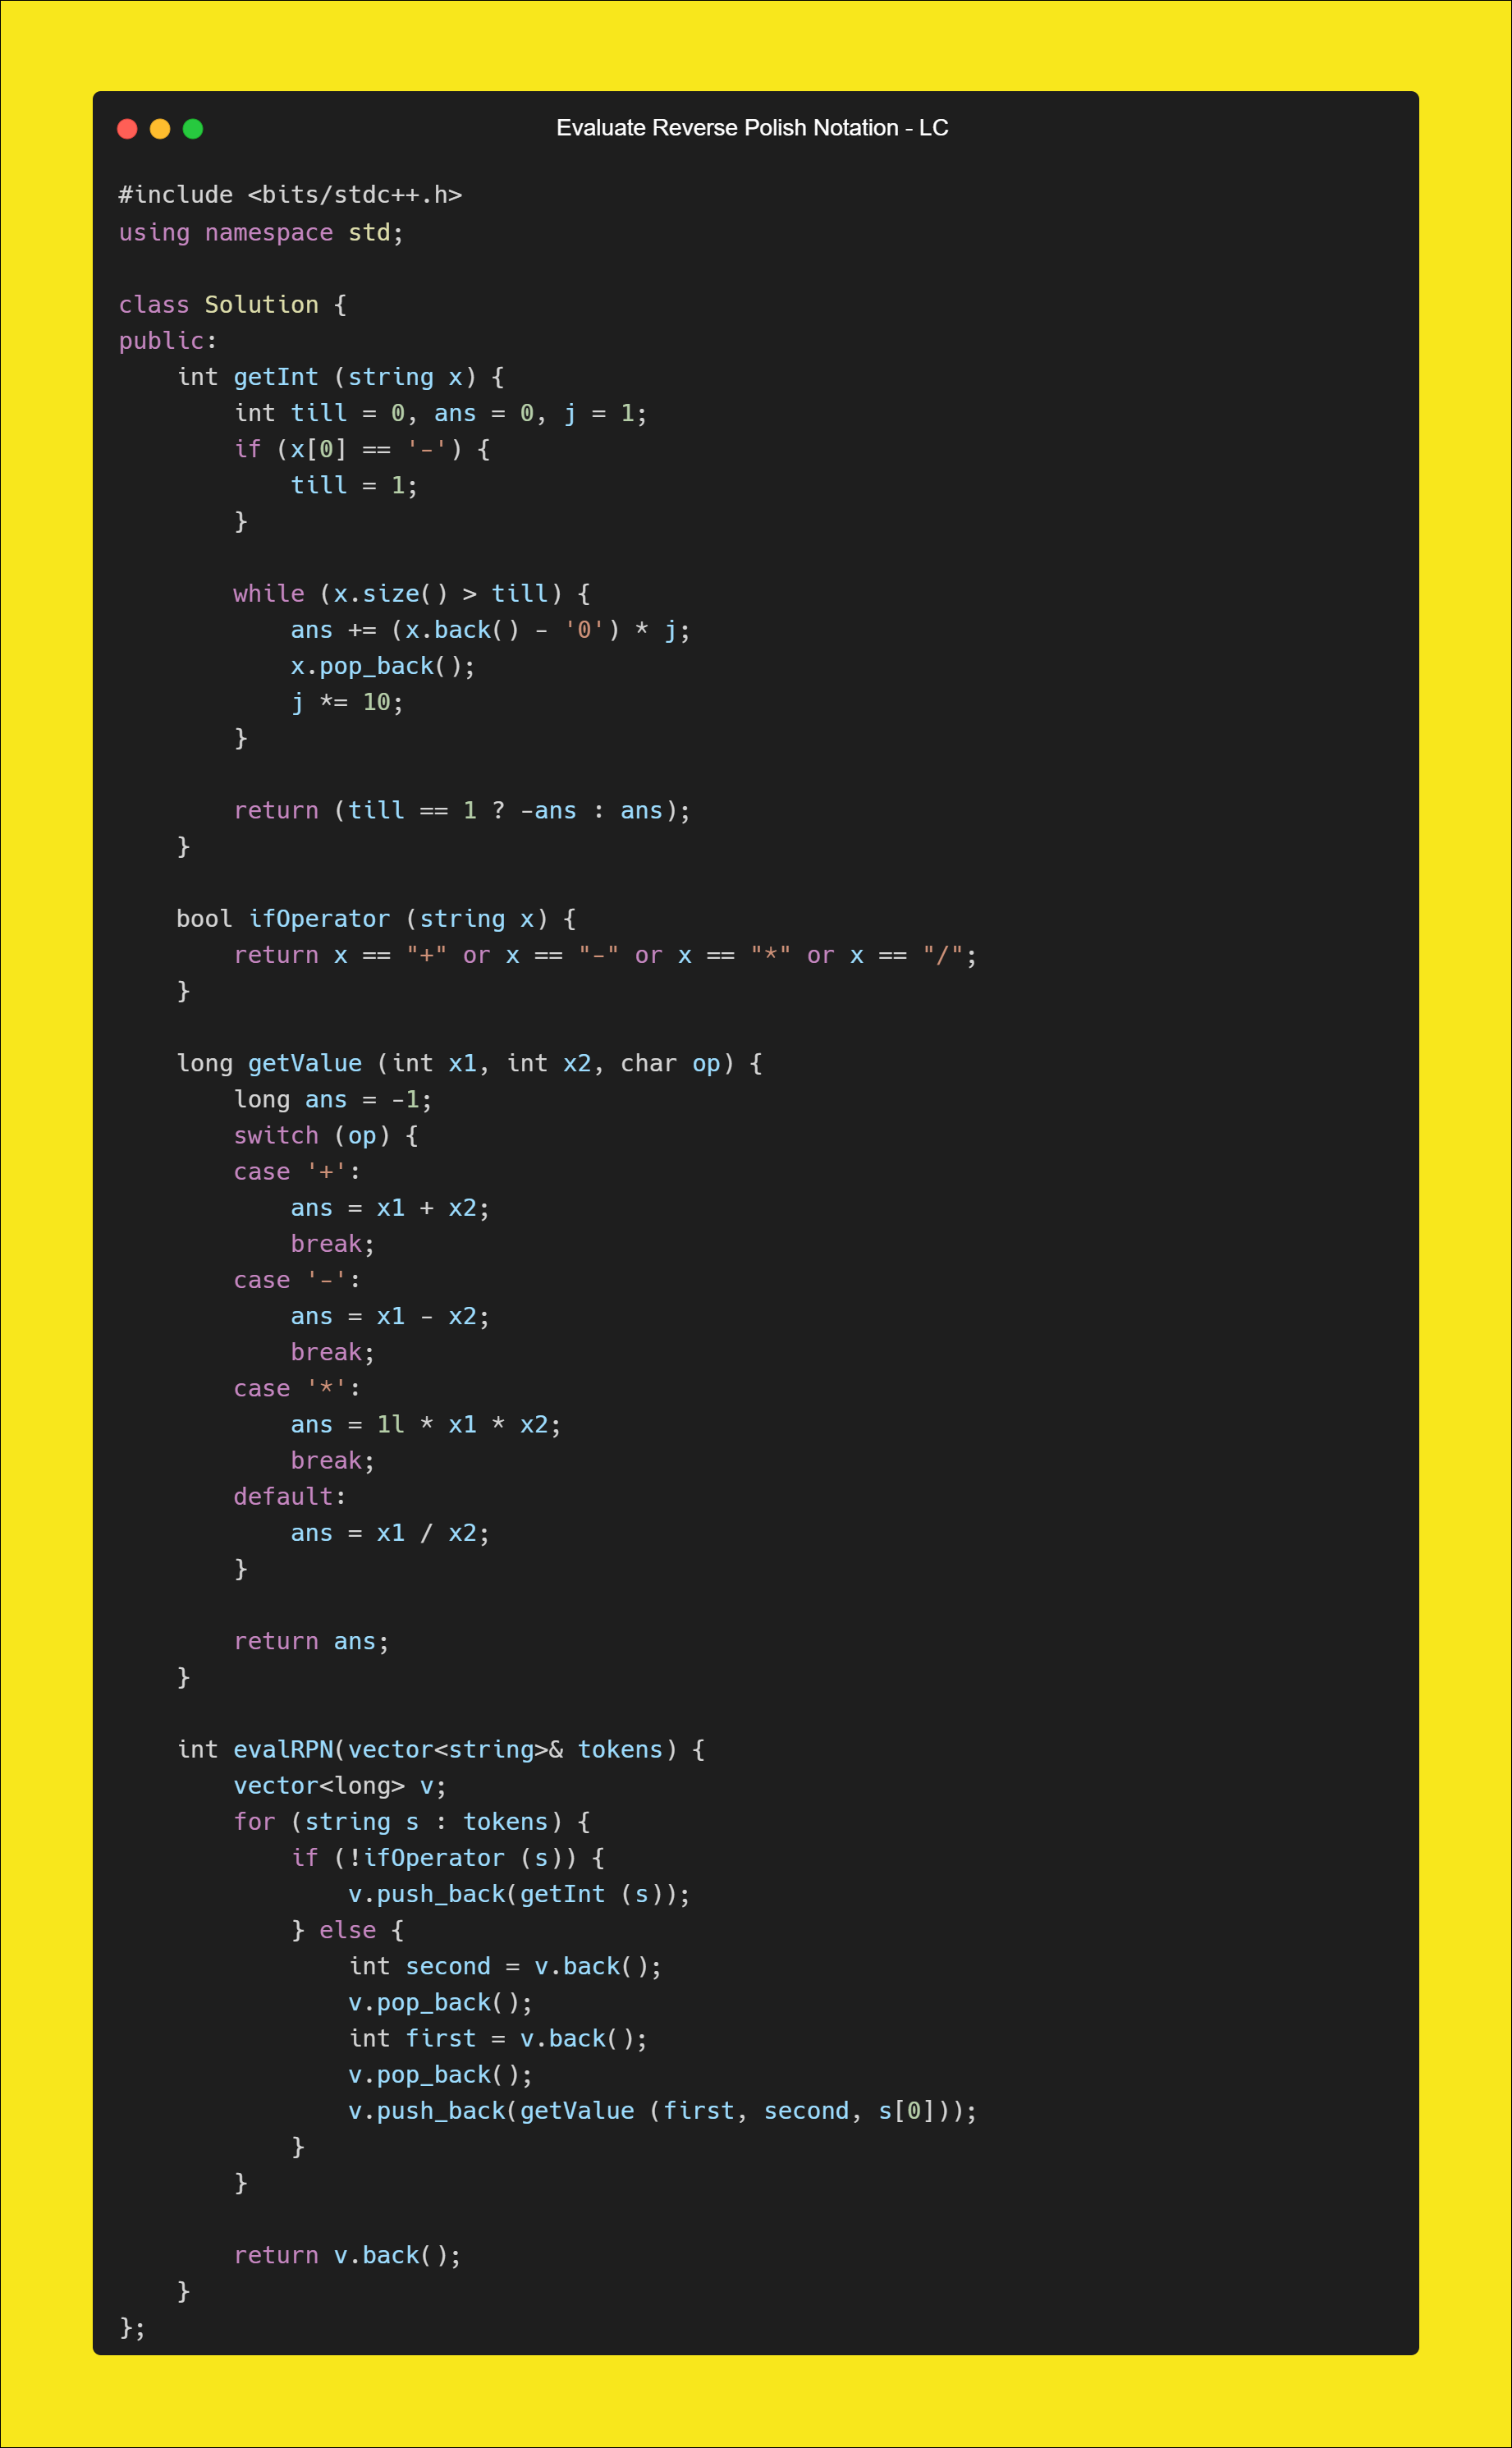 Evaluate Reverse Polish Notation - LC
#include <bits/stdc++.h>
using namespace std;

class Solution {
public:
    int getInt (string x) {
        int till = 0, ans = 0, j = 1;
        if (x[0] == '-') {
            till = 1;
        }

        while (x.size() > till) {
            ans += (x.back() - '0') * j;
            x.pop_back();
            j *= 10;
        }

        return (till == 1 ? -ans : ans);
    }

    bool ifOperator (string x) {
        return x == "+" or x == "-" or x == "*" or x == "/";
    }

    long getValue (int x1, int x2, char op) {
        long ans = -1;
        switch (op) {
        case '+':
            ans = x1 + x2;
            break;
        case '-':
            ans = x1 - x2;
            break;
        case '*':
            ans = 1l * x1 * x2;
            break;
        default:
            ans = x1 / x2;
        }

        return ans;
    }

    int evalRPN(vector<string>& tokens) {
        vector<long> v;
        for (string s : tokens) {
            if (!ifOperator (s)) {
                v.push_back(getInt (s));
            } else {
                int second = v.back();
                v.pop_back();
                int first = v.back();
                v.pop_back();
                v.push_back(getValue (first, second, s[0]));
            }
        }

        return v.back();
    }
};